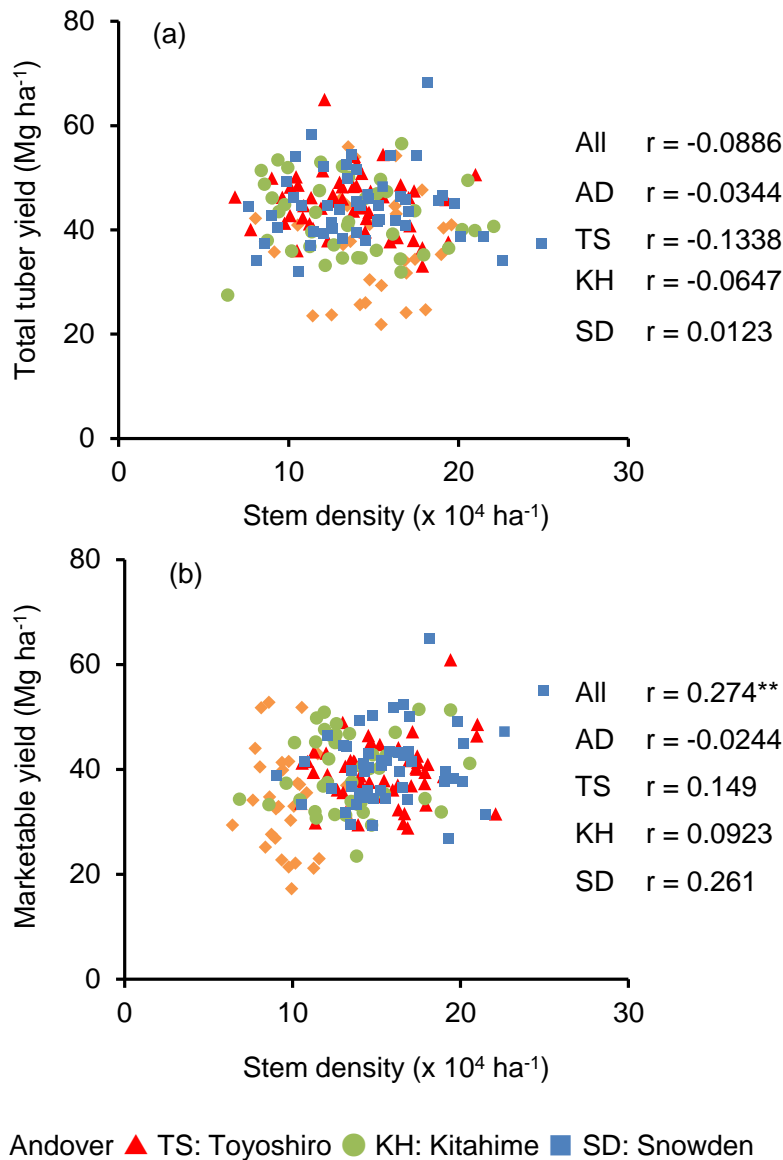 (a)
80
60
40
20
0
0 10 20 30
Total tuber yield (Mg ha⁻¹)
Stem density (x 10⁴ ha⁻¹)
All r = -0.0886
AD r = -0.0344
TS r = -0.1338
KH r = -0.0647
SD r = 0.0123
(b)
80
60
40
20
0
0 10 20 30
Marketable yield (Mg ha⁻¹)
Stem density (x 10⁴ ha⁻¹)
All r = 0.274**
AD r = -0.0244
TS r = 0.149
KH r = 0.0923
SD r = 0.261
Andover TS: Toyoshiro KH: Kitahime SD: Snowden